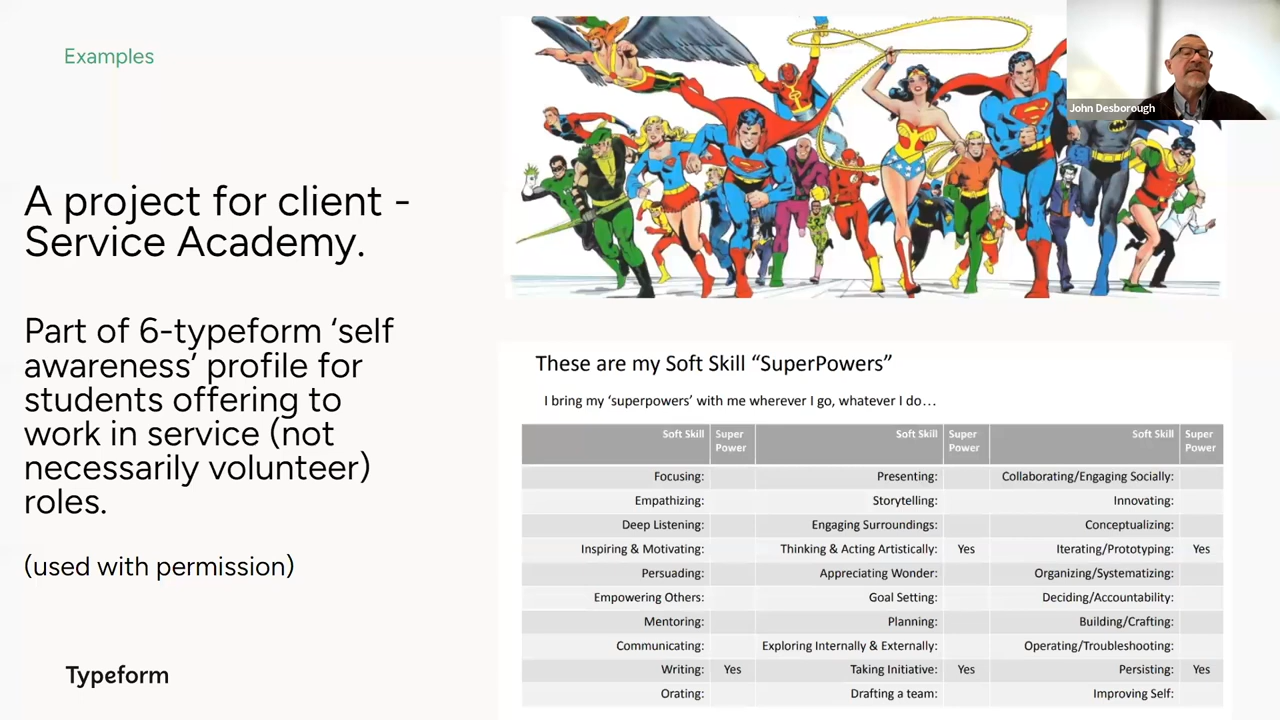 Examples
John Desborough
A project for client -
Service Academy.
Part of 6-typeform ‘self
awareness’ profile for
students offering to
work in service (not
necessarily volunteer)
roles.
(used with permission)
Typeform
These are my Soft Skill “SuperPowers”
I bring my ‘superpowers’ with me wherever I go, whatever I do…
Soft Skill Super Power Soft Skill Super Power Soft Skill Super Power
Focusing: Presenting: Collaborating/Engaging Socially:
Empathizing: Storytelling: Innovating:
Deep Listening: Engaging Surroundings: Conceptualizing:
Inspiring & Motivating: Thinking & Acting Artistically: Yes Iterating/Prototyping: Yes
Persuading: Appreciating Wonder: Organizing/Systematizing:
Empowering Others: Goal Setting: Deciding/Accountability:
Mentoring: Planning: Building/Crafting:
Communicating: Exploring Internally & Externally: Operating/Troubleshooting:
Writing: Yes Taking Initiative: Yes Persisting: Yes
Orating: Drafting a team: Improving Self: